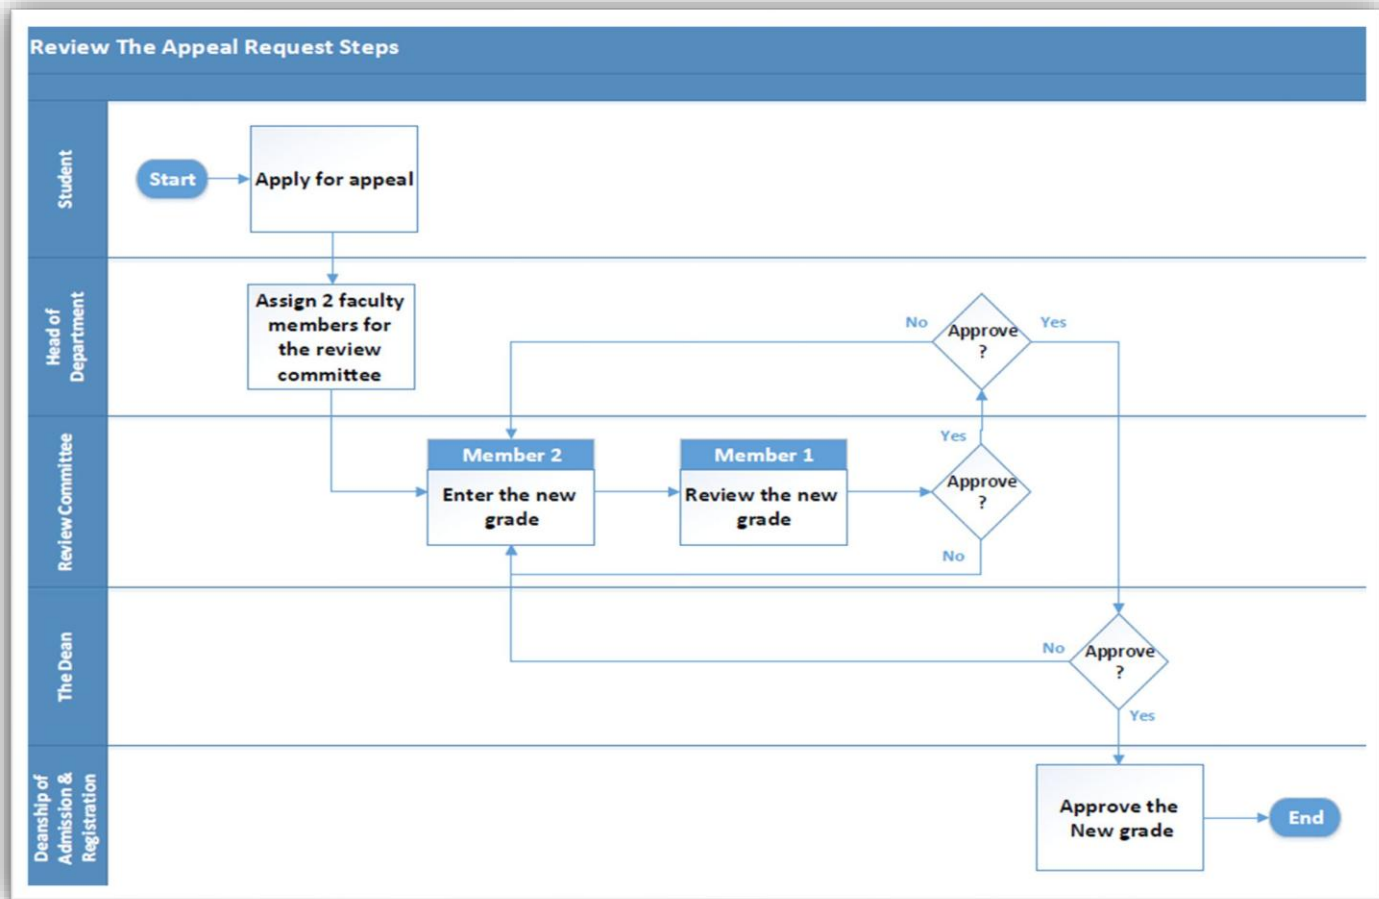 Review The Appeal Request Steps
Student
Start
Apply for appeal
Head of
Department
Assign 2 faculty
members for
the review
committee
No
Approve
?
Yes
Review Committee
Member 2
Enter the new
grade
Member 1
Review the new
grade
Yes
Approve
?
No
The Dean
No
Approve
?
Yes
Deanship of
Admission &
Registration
Approve the
New grade
End